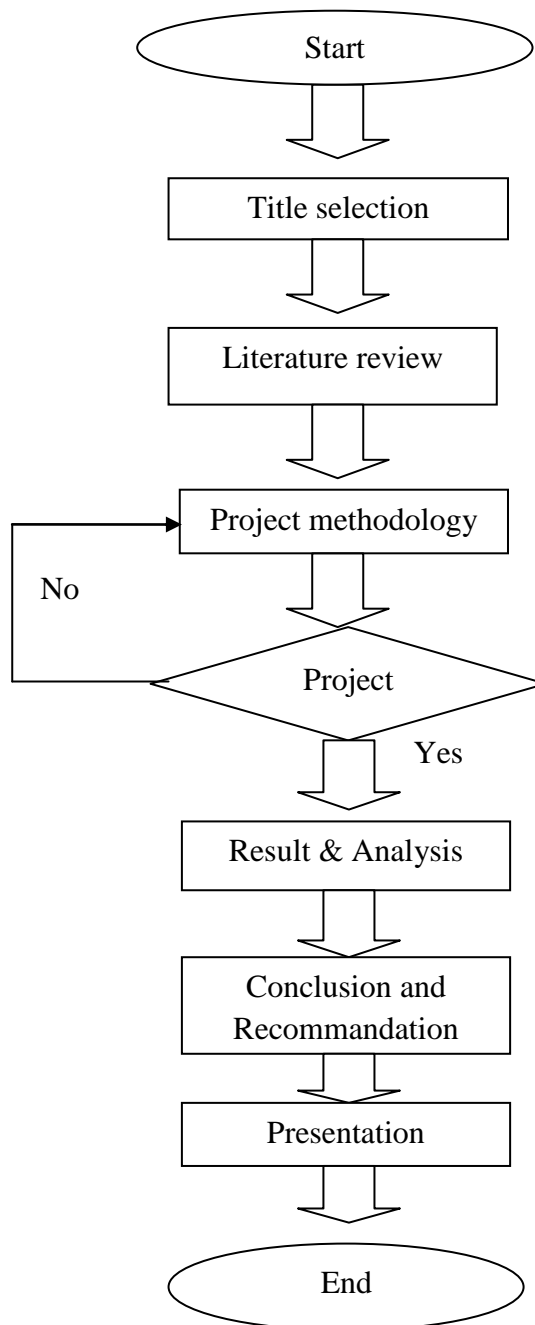 Start
Title selection
Literature review
Project methodology
No
Project
Yes
Result & Analysis
Conclusion and
Recommandation
Presentation
End